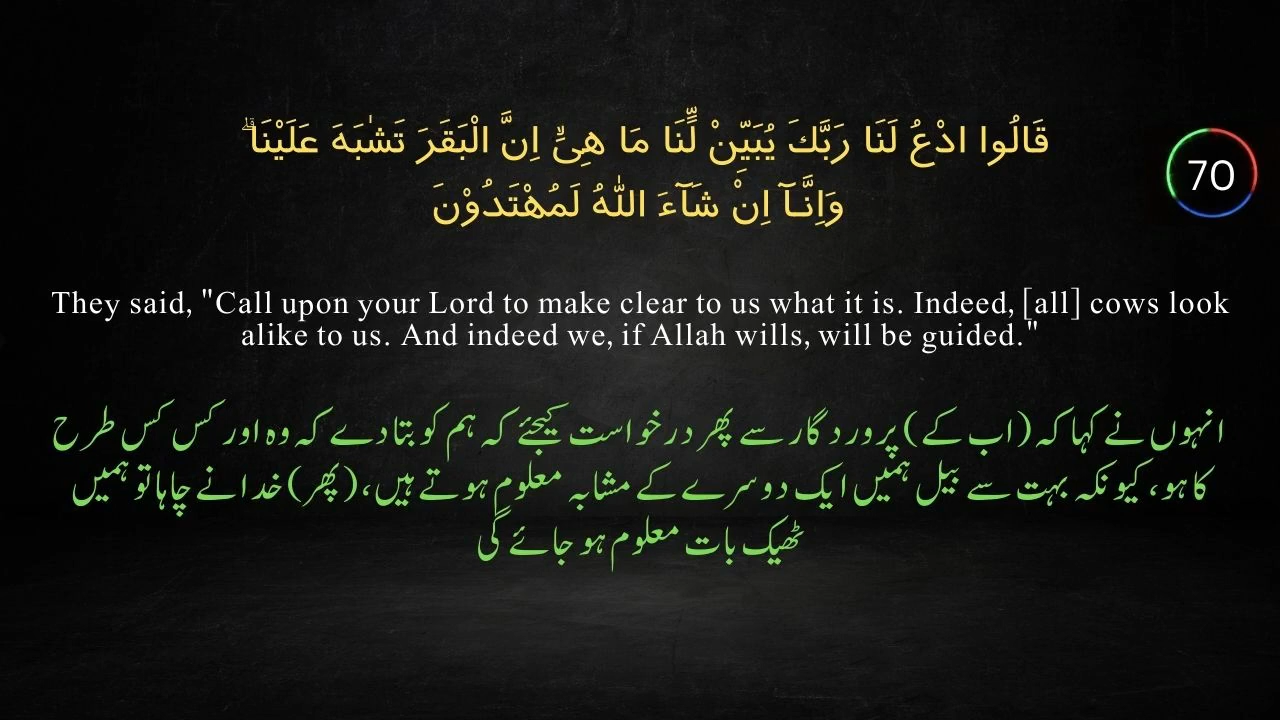 قَالُوا ادْعُ لَنَا رَبَّكَ يُبَيِّنْ لَّنَا مَا هِىَۙ اِنَّ الْبَقَرَ تَشٰبَهَ عَلَيْنَاؕ
وَاِنَّـآ اِنْ شَآءَ اللّٰهُ لَمُهْتَدُوْنَ
70
They said, "Call upon your Lord to make clear to us what it is. Indeed, [all] cows look
alike to us. And indeed we, if Allah wills, will be guided."
انہوں نے کہا کہ (اب کے) پروردگار سے پھر درخواست کیجئے کہ ہم کو بتا دے کہ وہ اور کس کس طرح
کا ہو، کیونکہ بہت سے بیل ہمیں ایک دوسرے کے مشابہ معلوم ہوتے ہیں، (پھر) خدا نے چاہا تو ہمیں
ٹھیک بات معلوم ہو جائے گی